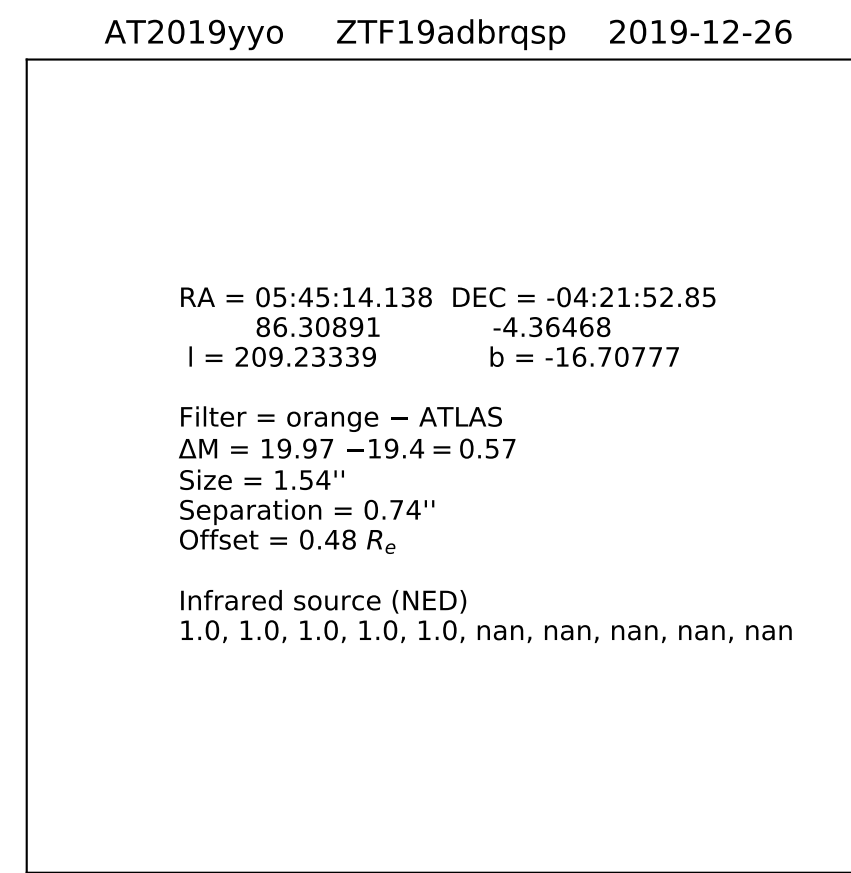 AT2019yyo ZTF19adbrqsp 2019-12-26
RA = 05:45:14.138 DEC = -04:21:52.85
86.30891 -4.36468
l = 209.23339 b = -16.70777
Filter = orange − ATLAS
ΔM = 19.97 −19.4 = 0.57
Size = 1.54''
Separation = 0.74''
Offset = 0.48 Re
Infrared source (NED)
1.0, 1.0, 1.0, 1.0, 1.0, nan, nan, nan, nan, nan